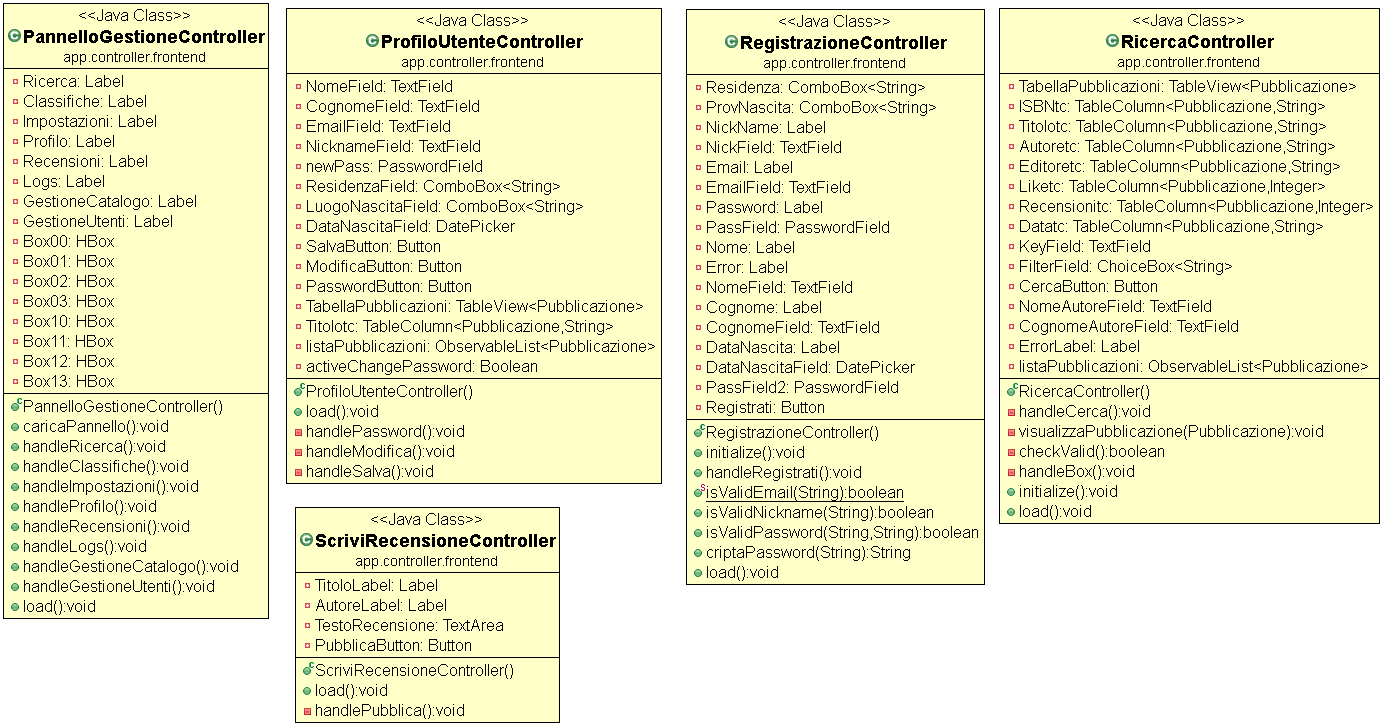 <<Java Class>>
PannelloGestioneController
app.controller.frontend
Ricerca: Label
Classifiche: Label
Impostazioni: Label
Profilo: Label
Recensioni: Label
Logs: Label
GestioneCatalogo: Label
GestioneUtenti: Label
Box00: HBox
Box01: HBox
Box02: HBox
Box03: HBox
Box10: HBox
Box11: HBox
Box12: HBox
Box13: HBox
PannelloGestioneController()
caricaPannello():void
handleRicerca():void
handleClassifiche():void
handleImpostazioni():void
handleProfilo():void
handleRecensioni():void
handleLogs():void
handleGestioneCatalogo():void
handleGestioneUtenti():void
load():void
<<Java Class>>
ProfiloUtenteController
app.controller.frontend
NomeField: TextField
CognomeField: TextField
EmailField: TextField
NicknameField: TextField
newPass: PasswordField
ResidenzaField: ComboBox<String>
LuogoNascitaField: ComboBox<String>
DataNascitaField: DatePicker
SalvaButton: Button
ModificaButton: Button
PasswordButton: Button
TabellaPubblicazioni: TableView<Pubblicazione>
Titolotc: TableColumn<Pubblicazione,String>
listaPubblicazioni: ObservableList<Pubblicazione>
activeChangePassword: Boolean
ProfiloUtenteController()
load():void
handlePassword():void
handleModifica():void
handleSalva():void
<<Java Class>>
ScriviRecensioneController
app.controller.frontend
TitoloLabel: Label
AutoreLabel: Label
TestoRecensione: TextArea
PubblicaButton: Button
ScriviRecensioneController()
load():void
handlePubblica():void
<<Java Class>>
RegistrazioneController
app.controller.frontend
Residenza: ComboBox<String>
ProvNascita: ComboBox<String>
NickName: Label
NickField: TextField
Email: Label
EmailField: TextField
Password: Label
PassField: PasswordField
Nome: Label
Error: Label
NomeField: TextField
Cognome: Label
CognomeField: TextField
DataNascita: Label
DataNascitaField: DatePicker
PassField2: PasswordField
Registrati: Button
RegistrazioneController()
initialize():void
handleRegistrati():void
isValidEmail(String):boolean
isValidNickname(String):boolean
isValidPassword(String,String):boolean
criptaPassword(String):String
load():void
<<Java Class>>
RicercaController
app.controller.frontend
TabellaPubblicazioni: TableView<Pubblicazione>
ISBNtc: TableColumn<Pubblicazione,String>
Titolotc: TableColumn<Pubblicazione,String>
Autoretc: TableColumn<Pubblicazione,String>
Editoretc: TableColumn<Pubblicazione,String>
Liketc: TableColumn<Pubblicazione,Integer>
Recensionitc: TableColumn<Pubblicazione,Integer>
Datatc: TableColumn<Pubblicazione,String>
KeyField: TextField
FilterField: ChoiceBox<String>
CercaButton: Button
NomeAutoreField: TextField
CognomeAutoreField: TextField
ErrorLabel: Label
listaPubblicazioni: ObservableList<Pubblicazione>
RicercaController()
handleCerca():void
visualizzaPubblicazione(Pubblicazione):void
checkValid():boolean
handleBox():void
initialize():void
load():void